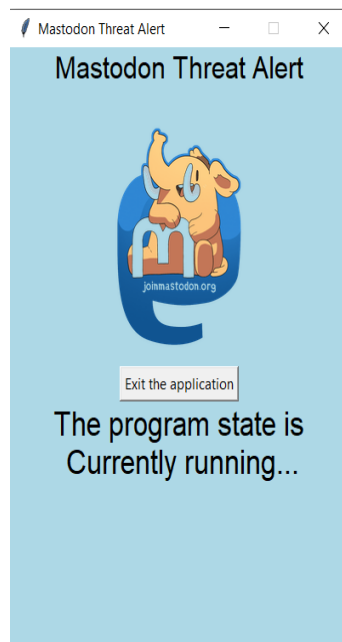 Mastodon Threat Alert
Mastodon Threat Alert
joinmastodon.org
Exit the application
The program state is
Currently running...